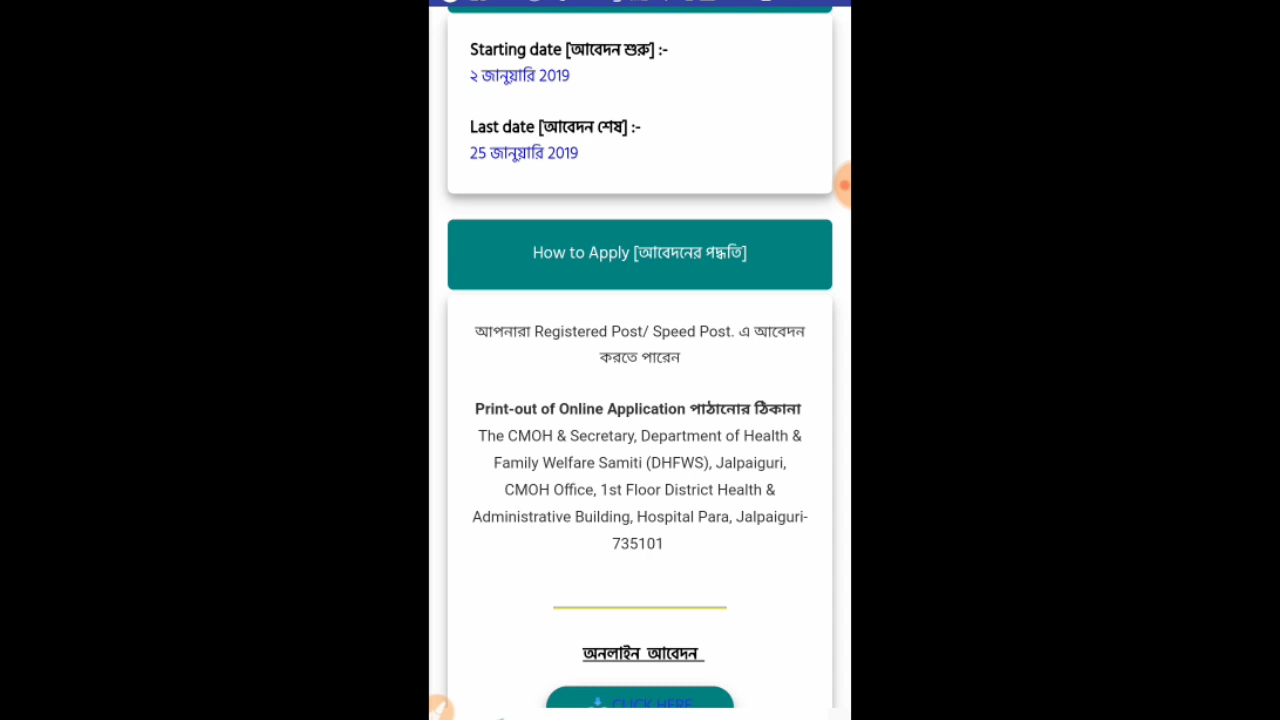 Starting date [আবেদন শুরু] :-
২ জানুয়ারি 2019
Last date [আবেদন শেষ] :-
25 জানুয়ারি 2019
How to Apply [আবেদনের পদ্ধতি]
আপনারা Registered Post/ Speed Post. এ আবেদন
করতে পারেন
Print-out of Online Application পাঠানোর ঠিকানা
The CMOH & Secretary, Department of Health &
Family Welfare Samiti (DHFWS), Jalpaiguri,
CMOH Office, 1st Floor District Health &
Administrative Building, Hospital Para, Jalpaiguri-
735101
অনলাইন আবেদন
CLICK HERE